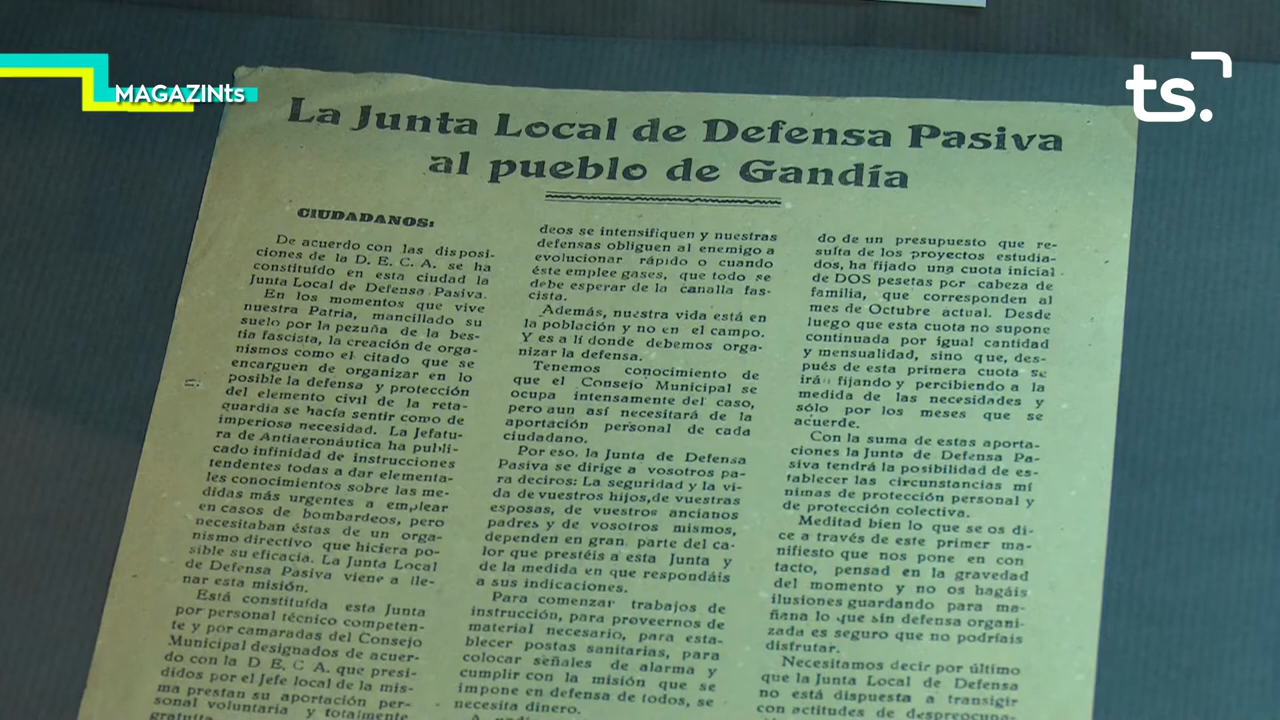 MAGAZINts
ts.
La Junta Local de Defensa Pasiva
al pueblo de Gandía
CIUDADANOS:
De acuerdo con las disposi-
ciones de la D. E. C. A. se ha
constituído en esta ciudad la
Junta Local de Defensa Pasiva.
En los momentos que vive
nuestra Patria, mancillado su
suelo por la pezuña de la bes-
tia fascista, la creación de orga-
nismos como el citado que se
encarguen de organizar en lo
posible la defensa y protección
del elemento civil de la reta-
guardia se hacía sentir como de
imperiosa necesidad. La Jefatu-
ra de Antiaeronáutica ha publi-
cado infinidad de instrucciones
tendentes todas a dar elementa-
les conocimientos sobre las me-
didas más urgentes a emplear
en casos de bombardeos, pero
necesitaban éstas de un orga-
nismo directivo que hiciera po-
sible su eficacia. La Junta Local
de Defensa Pasiva viene a lle-
nar esta misión.
Está constituída esta Junta
por personal técnico competen-
te y por camaradas del Consejo
Municipal designados de acuer-
do con la D E, C A. que presi-
didos por el Jefe local de la mis-
ma prestan su aportación per-
sonal voluntaria y totalmente
gratuita
deos se intensifiquen y nuestras
defensas obliguen al enemigo a
evolucionar rápido o cuando
éste emplee gases, que todo se
debe esperar de la canalla fas-
cista.
Además, nuestra vida está en
la población y no en el campo.
Y es a lí donde debemos orga-
nizar la defensa.
Tenemos conocimiento de
que el Consejo Municipal se
ocupa intensamente del caso,
pero aun así necesitará de la
aportación personal de cada
ciudadano.
Por eso, la Junta de Defensa
Pasiva se dirige a vosotros pa-
ra deciros: La seguridad y la vi-
da de vuestros hijos, de vuestras
esposas, de vuestros ancianos
padres y de vosotros mismos,
dependen en gran parte del ca-
lor que prestéis a esta Junta y
de la medida en que respondáis
a sus indicaciones.
Para comenzar trabajos de
instrucción, para proveernos de
material necesario, para esta-
blecer postas sanitarias, para
colocar señales de alarma y
cumplir con la misión que se
impone en defensa de todos, se
necesita dinero.
do de un presupuesto que re-
sulta de los proyectos estudia-
dos, ha fijado una cuota inicial
de DOS pesetas por cabeza de
familia, que corresponden al
mes de Octubre actual. Desde
luego que esta cuota no supone
continuada por igual cantidad
y mensualidad, sino que, des-
pués de esta primera cuota se
irá fijando y percibiendo a la
medida de las necesidades y
sólo por los meses que se
acuerde.
Con la suma de estas aporta-
ciones la Junta de Defensa Pa-
siva tendrá la posibilidad de es-
tablecer las circunstancias mí
nimas de protección personal y
de protección colectiva.
Meditad bien lo que se os di-
ce a través de este primer ma-
nifiesto que nos pone en con
tacto, pensad en la gravedad
del momento y no os hagáis
ilusiones guardando para ma-
ñana lo que sin defensa organi-
zada es seguro que no podríais
disfrutar.
Necesitamos decir por último
que la Junta Local de Defensa
no está dispuesta a transigir
con actitudes de despreocupa-